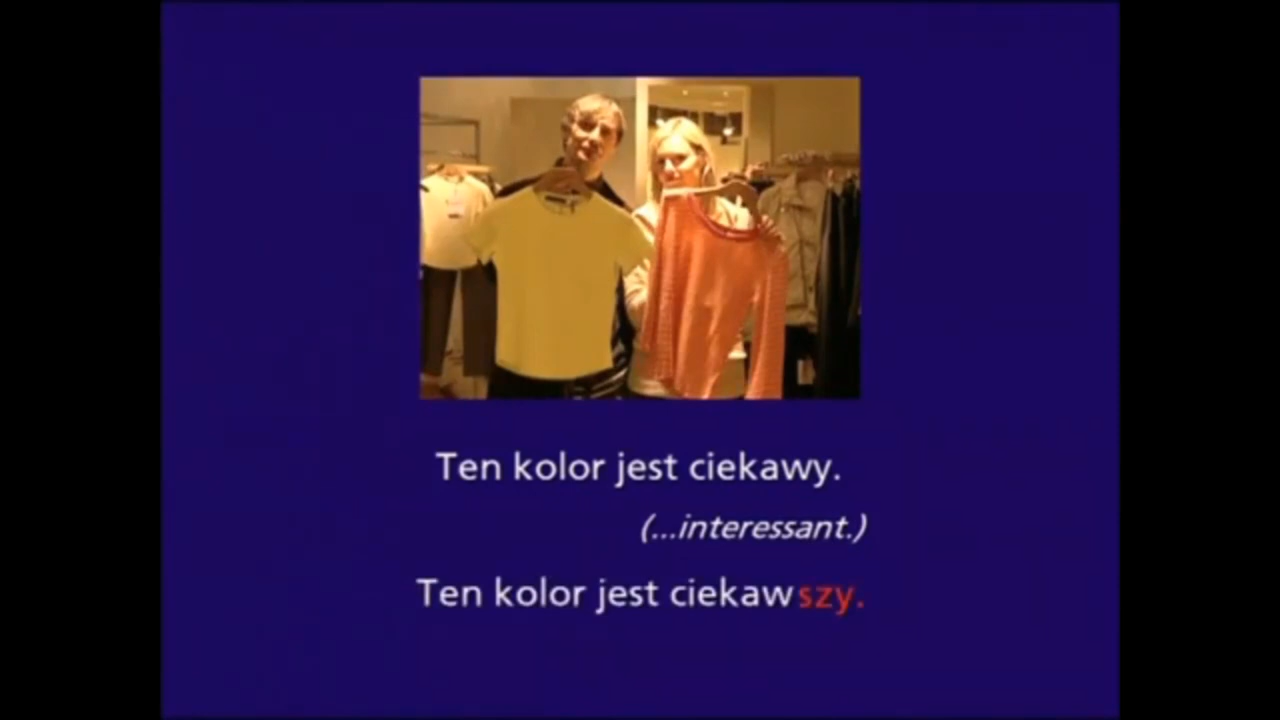 Ten kolor jest ciekawy.
(...interessant.)
Ten kolor jest ciekawszy.